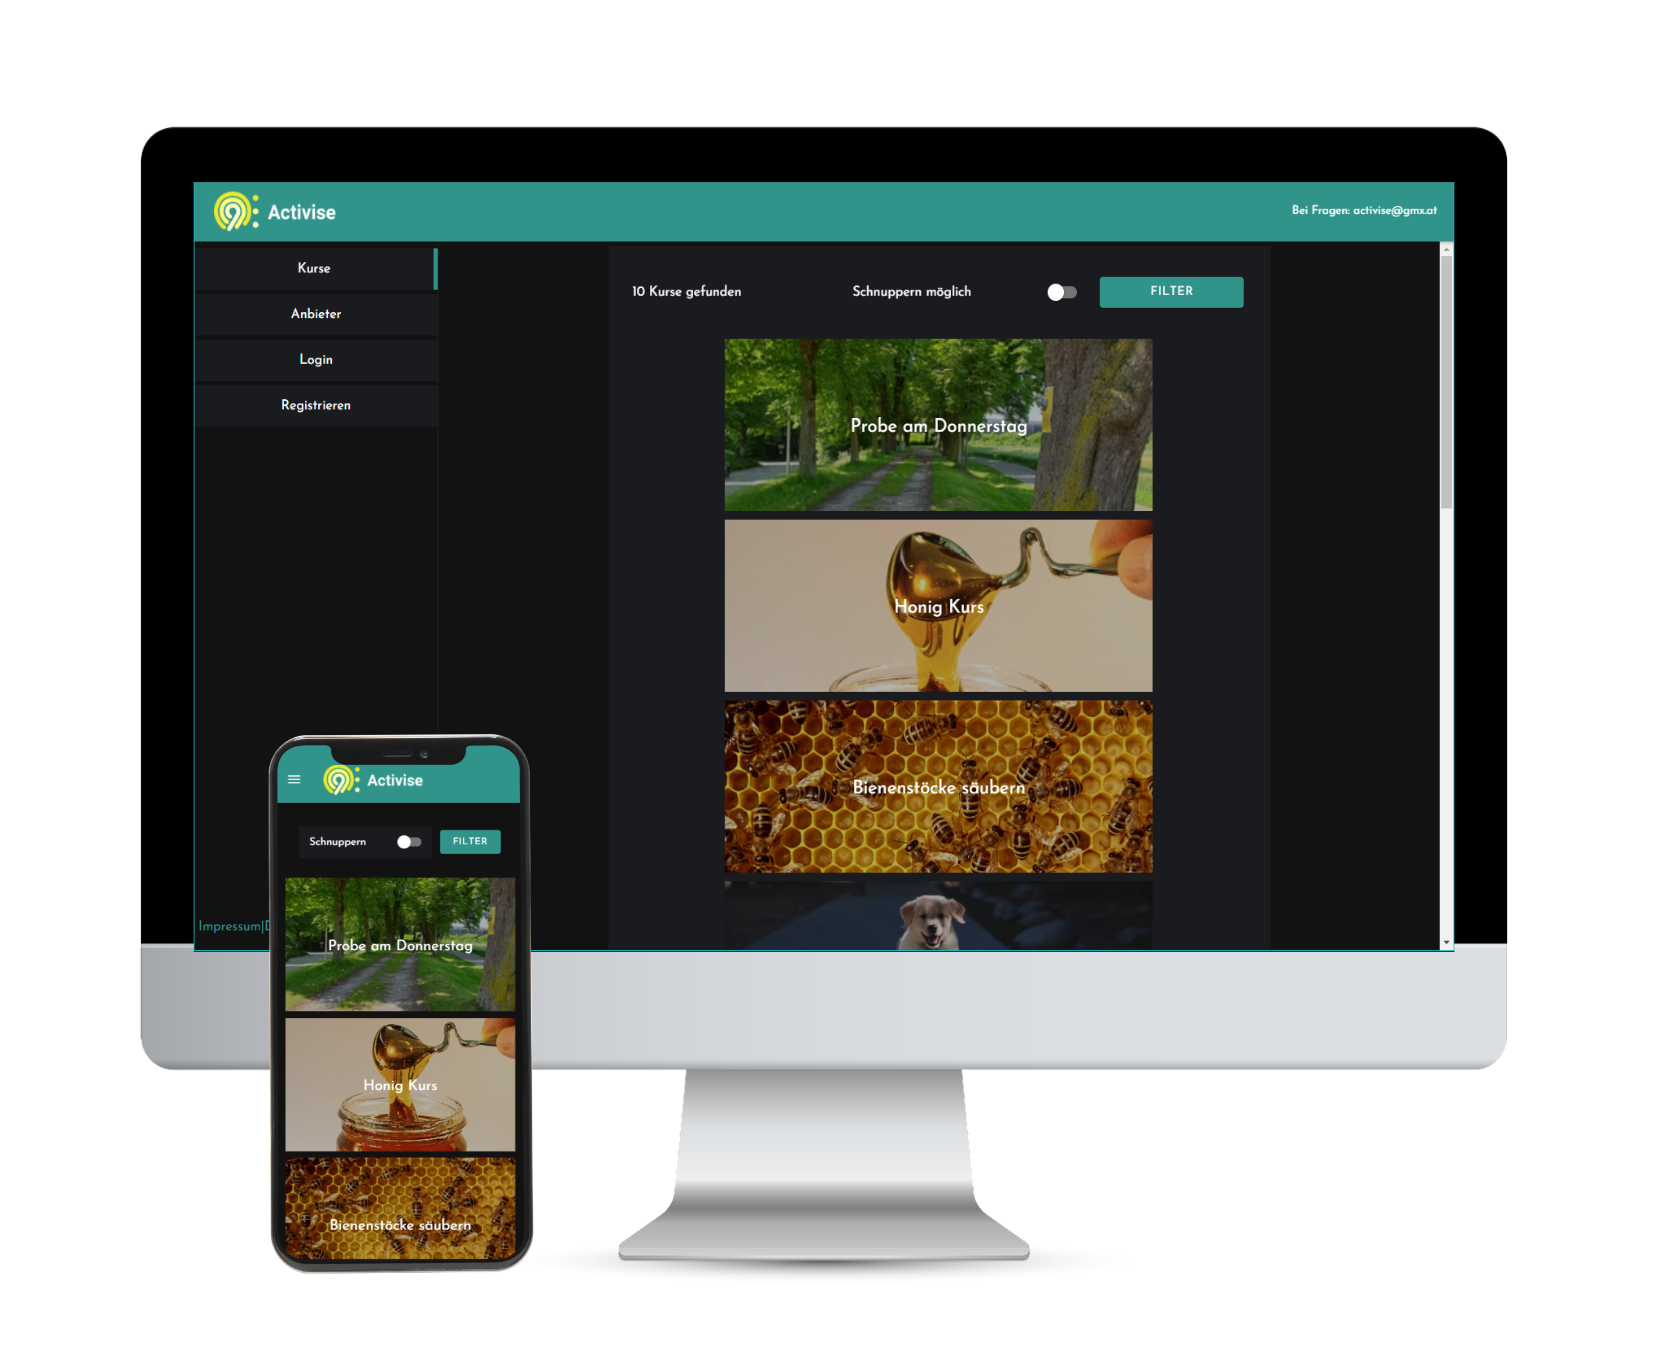 Activise
Bei Fragen: activise@gmx.at
Kurse
Anbieter
Login
Registrieren
10 Kurse gefunden
Schnuppern möglich
FILTER
Probe am Donnerstag
Honig Kurs
Bienenstöcke säubern
Impressum|D
Activise
Schnuppern
FILTER
Probe am Donnerstag
Honig Kurs
Bienenstöcke säubern